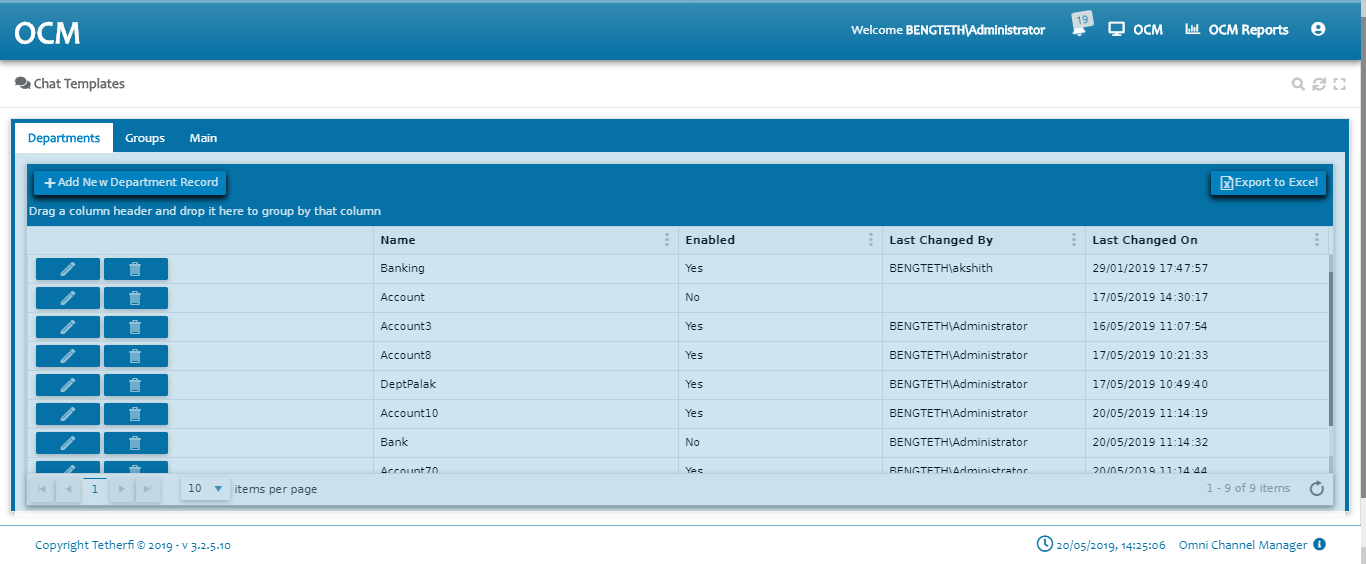 OCM Welcome BENGTETH\Administrator 19 OCM OCM Reports
Chat Templates
Departments Groups Main
Add New Department Record Export to Excel
Drag a column header and drop it here to group by that column
Name Enabled Last Changed By Last Changed On
Banking Yes BENGTETH\akshith 29/01/2019 17:47:57
Account No 17/05/2019 14:30:17
Account3 Yes BENGTETH\Administrator 16/05/2019 11:07:54
Account8 Yes BENGTETH\Administrator 17/05/2019 10:21:33
DeptPalak Yes BENGTETH\Administrator 17/05/2019 10:49:40
Account10 Yes BENGTETH\Administrator 20/05/2019 11:14:19
Bank No BENGTETH\Administrator 20/05/2019 11:14:32
Account70 Yes BENGTETH\Administrator 20/05/2019 11:14:44
1 10 items per page 1 - 9 of 9 items
Copyright Tetherfi © 2019 - v 3.2.5.10 20/05/2019, 14:25:06 Omni Channel Manager